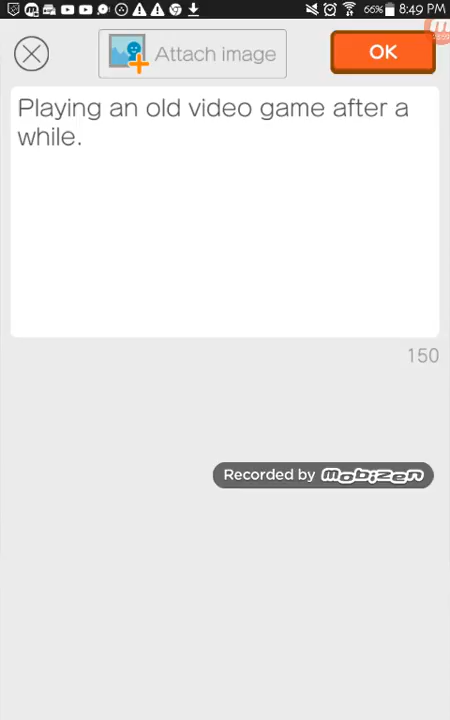 66% 8:49 PM
Attach image
OK
Playing an old video game after a
while.
150
Recorded by mobizen